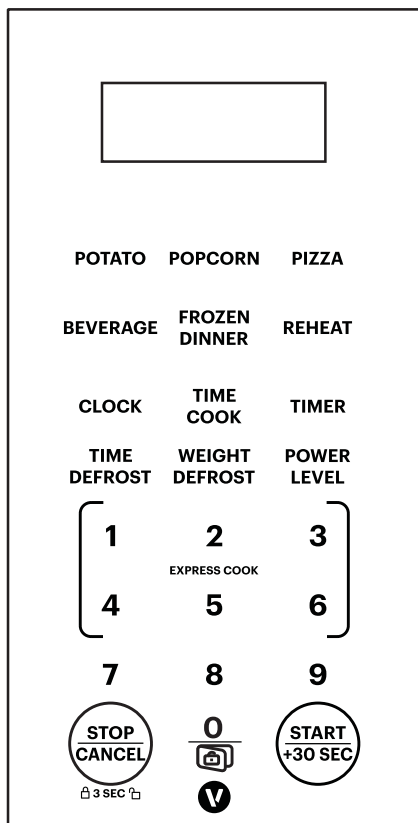 POTATO POPCORN PIZZA
BEVERAGE FROZEN DINNER REHEAT
CLOCK TIME COOK TIMER
TIME DEFROST WEIGHT DEFROST POWER LEVEL
1 2 3
EXPRESS COOK
4 5 6
7 8 9
STOP 0 START
CANCEL +30 SEC
3 SEC
V